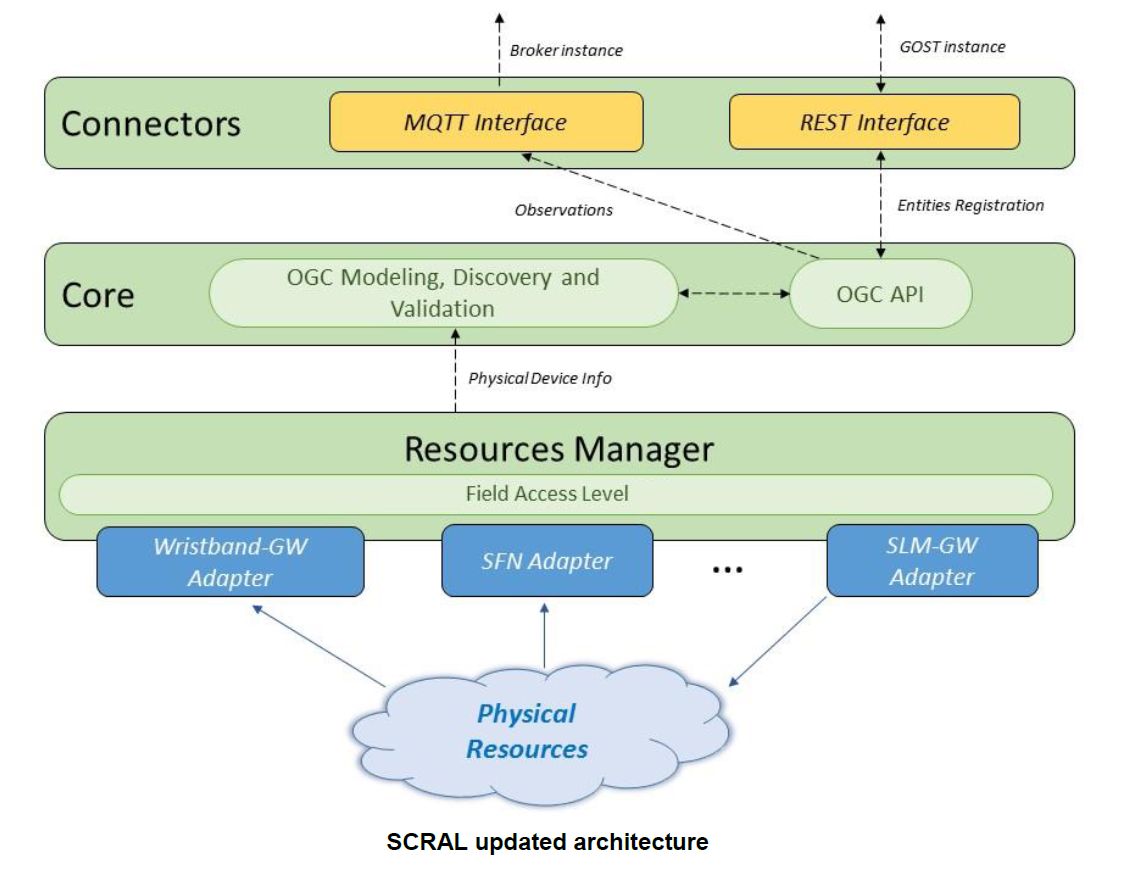 Broker instance
GOST instance
Connectors
MQTT Interface
REST Interface
Observations
Entities Registration
Core
OGC Modeling, Discovery and
Validation
OGC API
Physical Device Info
Resources Manager
Field Access Level
Wristband-GW
Adapter
SFN Adapter
...
SLM-GW
Adapter
Physical
Resources
SCRAL updated architecture